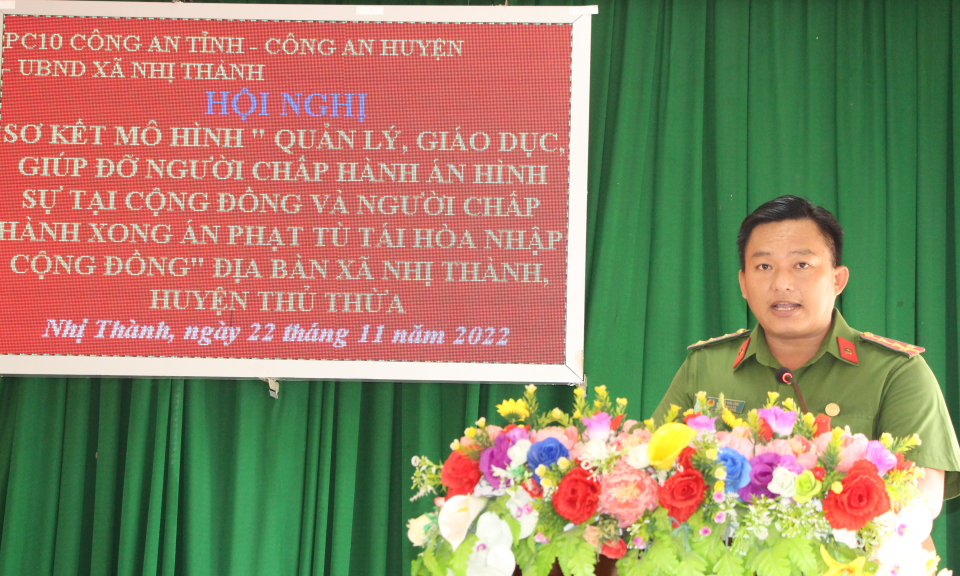 PC10 CÔNG AN TỈNH - CÔNG AN HUYỆN
- UBND XÃ NHỊ THÀNH
HỘI NGHỊ
SƠ KẾT MÔ HÌNH " QUẢN LÝ, GIÁO DỤC,
GIÚP ĐỠ NGƯỜI CHẤP HÀNH ÁN HÌNH
SỰ TẠI CỘNG ĐỒNG VÀ NGƯỜI CHẤP
HÀNH XONG ÁN PHẠT TÙ TÁI HÒA NHẬP
CỘNG ĐỒNG" ĐỊA BÀN XÃ NHỊ THÀNH,
HUYỆN THỦ THỪA
Nhị Thành, ngày 22 tháng 11 năm 2022